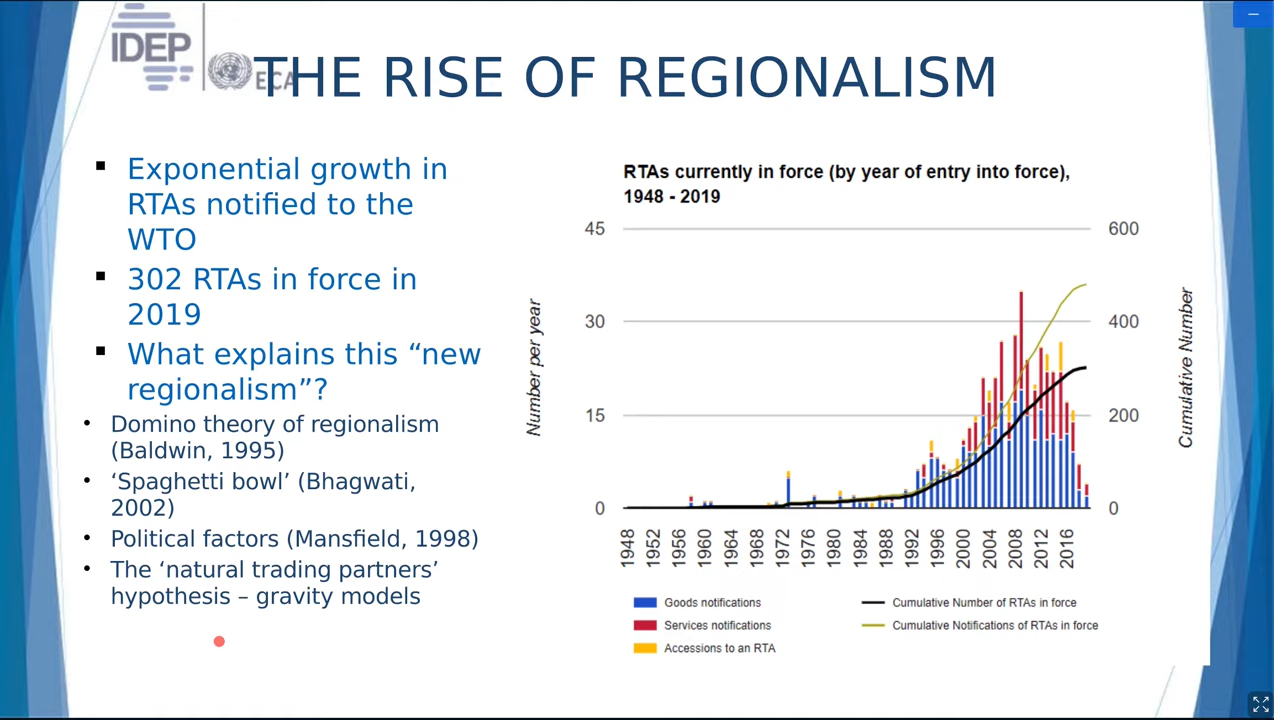 IDEP
ECA
THE RISE OF REGIONALISM
▪ Exponential growth in
RTAs notified to the
WTO
▪ 302 RTAs in force in
2019
▪ What explains this “new
regionalism”?
• Domino theory of regionalism
(Baldwin, 1995)
• ‘Spaghetti bowl’ (Bhagwati,
2002)
• Political factors (Mansfield, 1998)
• The ‘natural trading partners’
hypothesis – gravity models
RTAs currently in force (by year of entry into force),
1948 - 2019
45 600
30 400
15 200
0 0
Number per year
Cumulative Number
1948 1952 1956 1960 1964 1968 1972 1976 1980 1984 1988 1992 1996 2000 2004 2008 2012 2016
Goods notifications
Services notifications
Accessions to an RTA
Cumulative Number of RTAs in force
Cumulative Notifications of RTAs in force